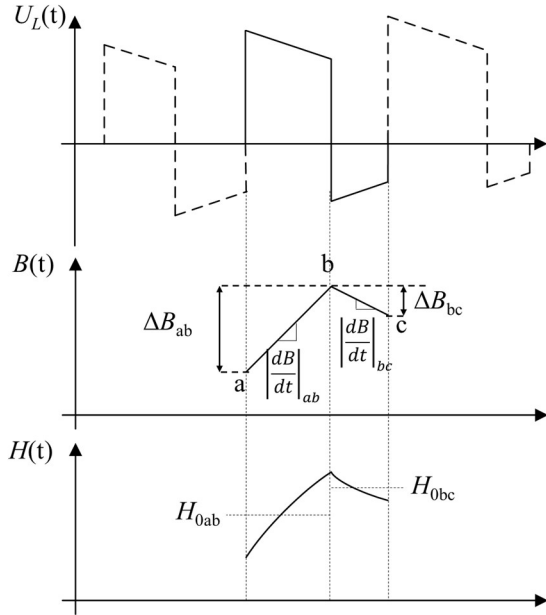 U_L(t)
B(t)
b
ΔB_ab
ΔB_bc
c
a
|dB/dt|_ab
|dB/dt|_bc
H(t)
H_0ab
H_0bc